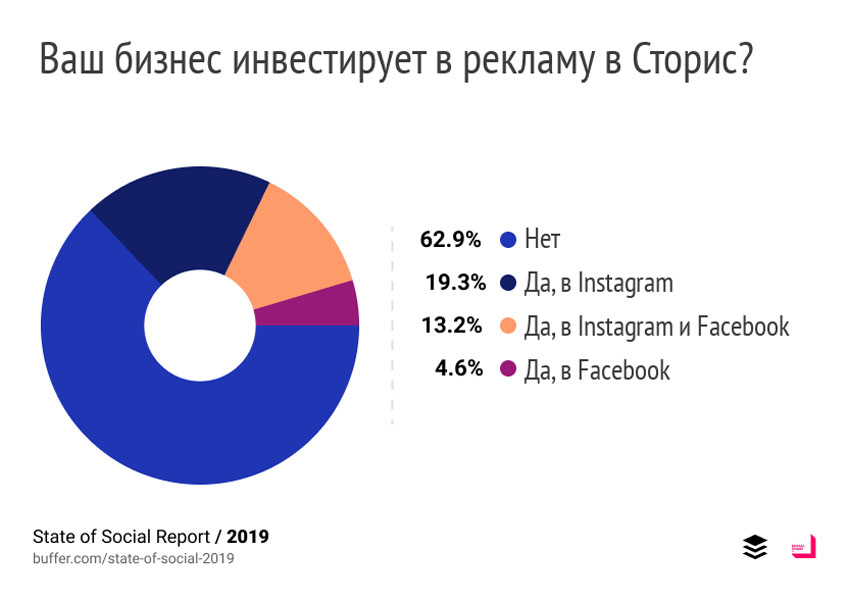 Ваш бизнес инвестирует в рекламу в Сторис?
62.9% Нет
19.3% Да, в Instagram
13.2% Да, в Instagram и Facebook
4.6% Да, в Facebook
State of Social Report / 2019
buffer.com/state-of-social-2019